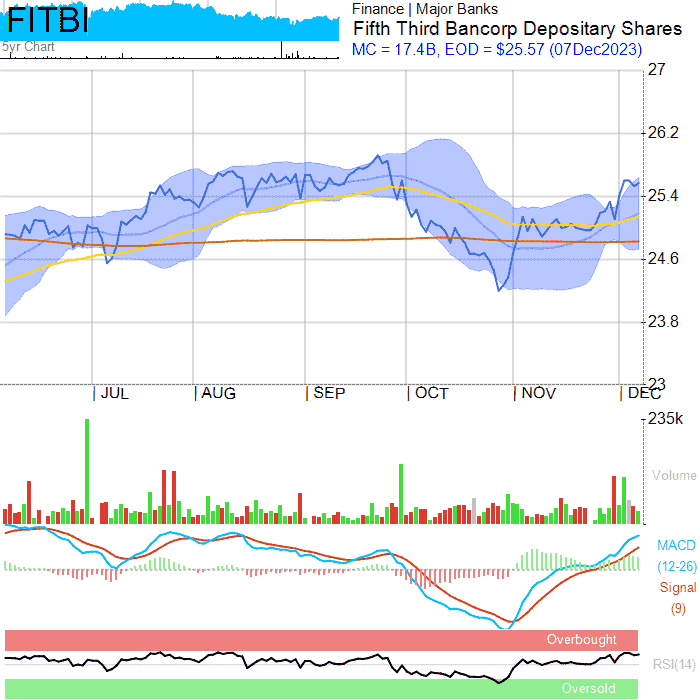 FITBI
Finance | Major Banks
Fifth Third Bancorp Depositary Shares
MC = 17.4B, EOD = $25.57 (07Dec2023)
5yr Chart
27
26.2
25.4
24.6
23.8
23
JUL AUG SEP OCT NOV DEC
235k
Volume
MACD
(12-26)
Signal
(9)
Overbought
RSI(14)
Oversold